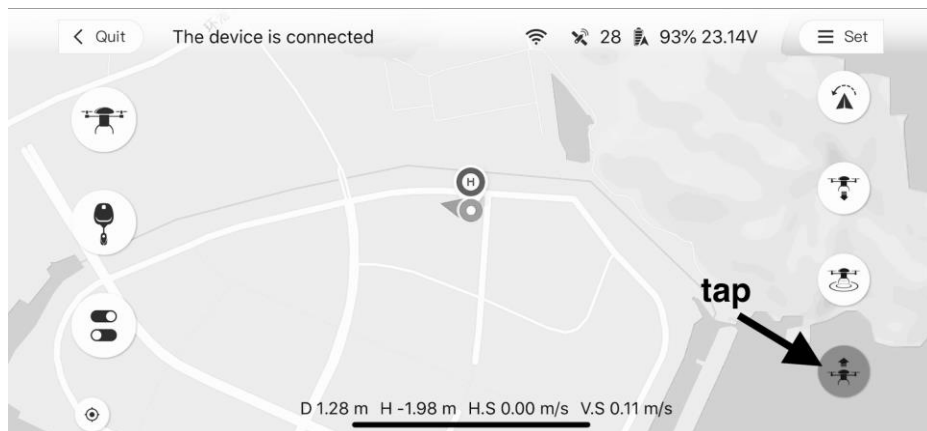 Quit
The device is connected
28
93% 23.14V
Set
H
tap
D 1.28 m H -1.98 m H.S 0.00 m/s V.S 0.11 m/s